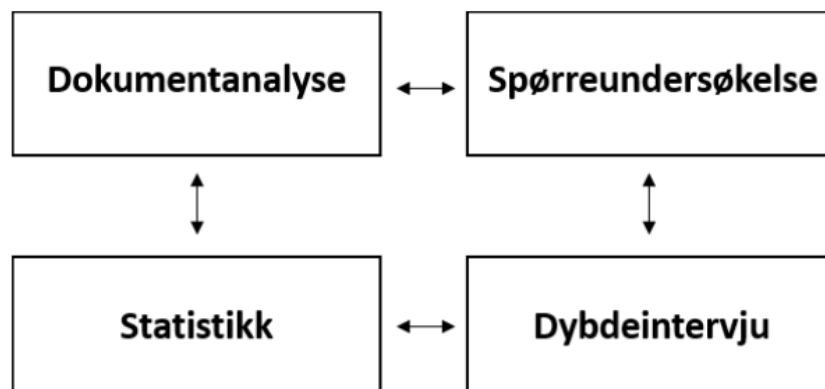 Dokumentanalyse
Spørreundersøkelse
Statistikk
Dybdeintervju